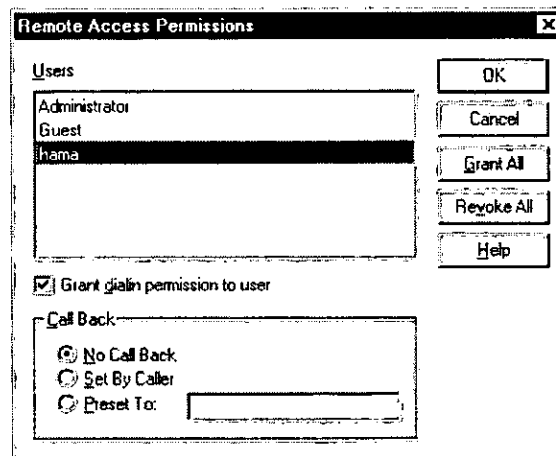 Remote Access Permissions
Users
Administrator
Guest
hama
OK
Cancel
Grant All
Revoke All
Help
Grant dialin permission to user
Call Back
No Call Back
Set By Caller
Preset To: